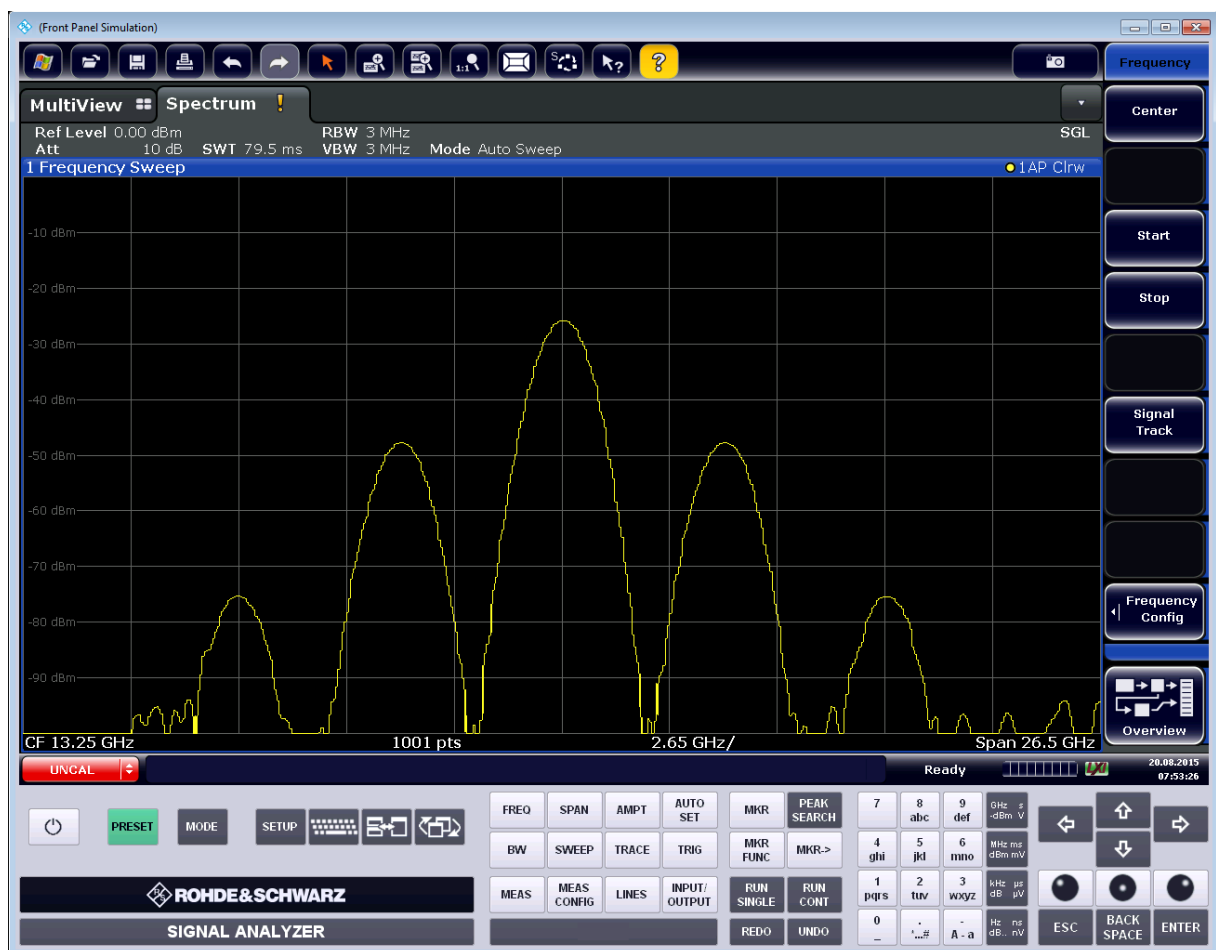 (Front Panel Simulation)
1:1
S
?
?
Frequency
MultiView Spectrum !
Ref Level 0.00 dBm RBW 3 MHz SGL
Att 10 dB SWT 79.5 ms VBW 3 MHz Mode Auto Sweep
1 Frequency Sweep 1AP Clrw
-10 dBm
-20 dBm
-30 dBm
-40 dBm
-50 dBm
-60 dBm
-70 dBm
-80 dBm
-90 dBm
CF 13.25 GHz 1001 pts 2.65 GHz/ Span 26.5 GHz
Center
Start
Stop
Signal
Track
Frequency
Config
Overview
UNCAL Ready LXI 20.08.2015
07:53:26
PRESET MODE SETUP
FREQ SPAN AMPT AUTO SET MKR PEAK SEARCH
BW SWEEP TRACE TRIG MKR FUNC MKR->
MEAS MEAS CONFIG LINES INPUT/ OUTPUT RUN SINGLE RUN CONT
REDO UNDO
7 8 abc 9 def GHz s -dBm V
4 ghi 5 jkl 6 mno MHz ms dBm mV
1 pqrs 2 tuv 3 wxyz kHz µs dB µV
0 _ . *...# - A - a Hz ns dB.. nV
ESC BACK SPACE ENTER
ROHDE&SCHWARZ
SIGNAL ANALYZER